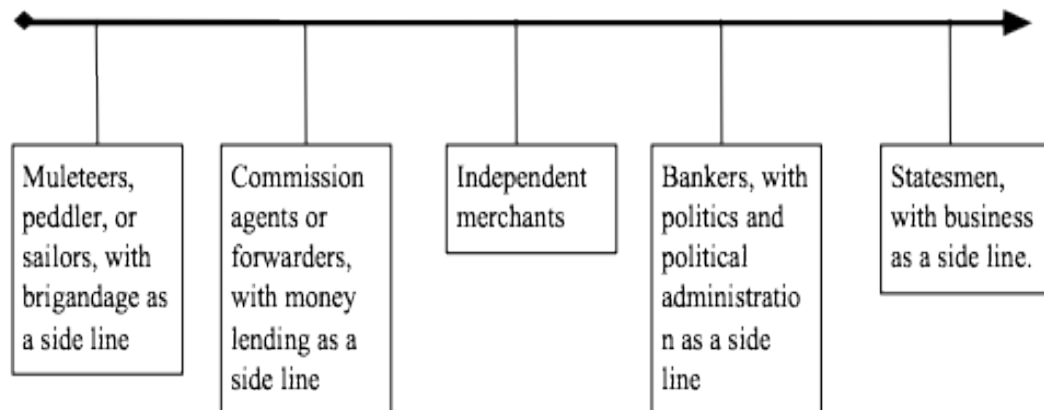 Muleteers,
peddler, or
sailors, with
brigandage as
a side line
Commission
agents or
forwarders,
with money
lending as a
side line
Independent
merchants
Bankers, with
politics and
political
administratio
n as a side
line
Statesmen,
with business
as a side line.